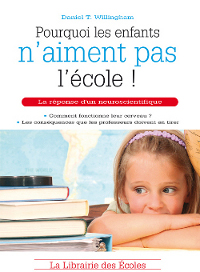 Daniel T. Willingham
Pourquoi les enfants
n'aiment pas
l'école !
La réponse d'un neuroscientifique
• Comment fonctionne leur cerveau ?
• Les conséquences que les professeurs doivent en tirer
La Librairie des Écoles